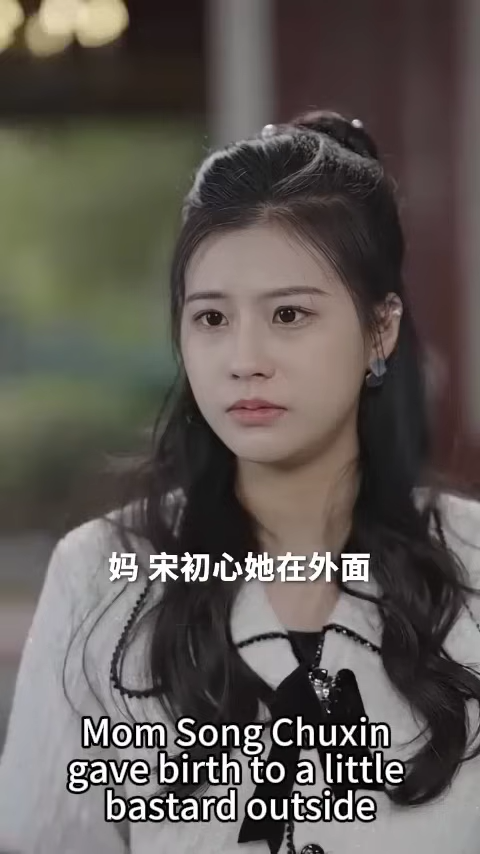 妈 宋初心她在外面
Mom Song Chuxin
gave birth to a little
bastard outside